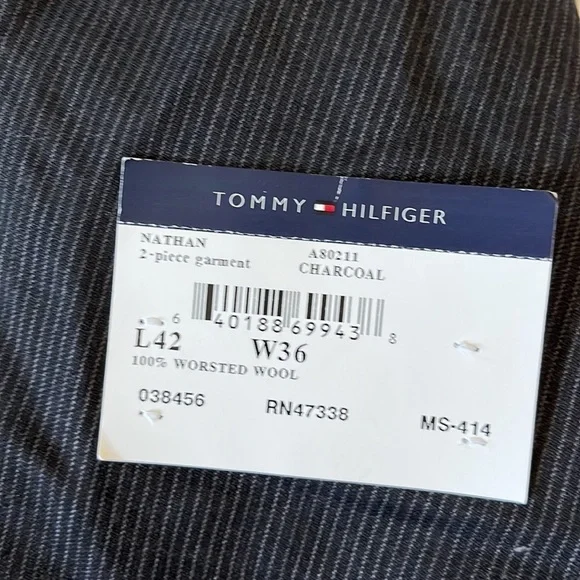 TOMMY HILFIGER
NATHAN A80211
2-piece garment CHARCOAL
6 40188 69943 8
L42 W36
100% WORSTED WOOL
038456 RN47338 MS-414